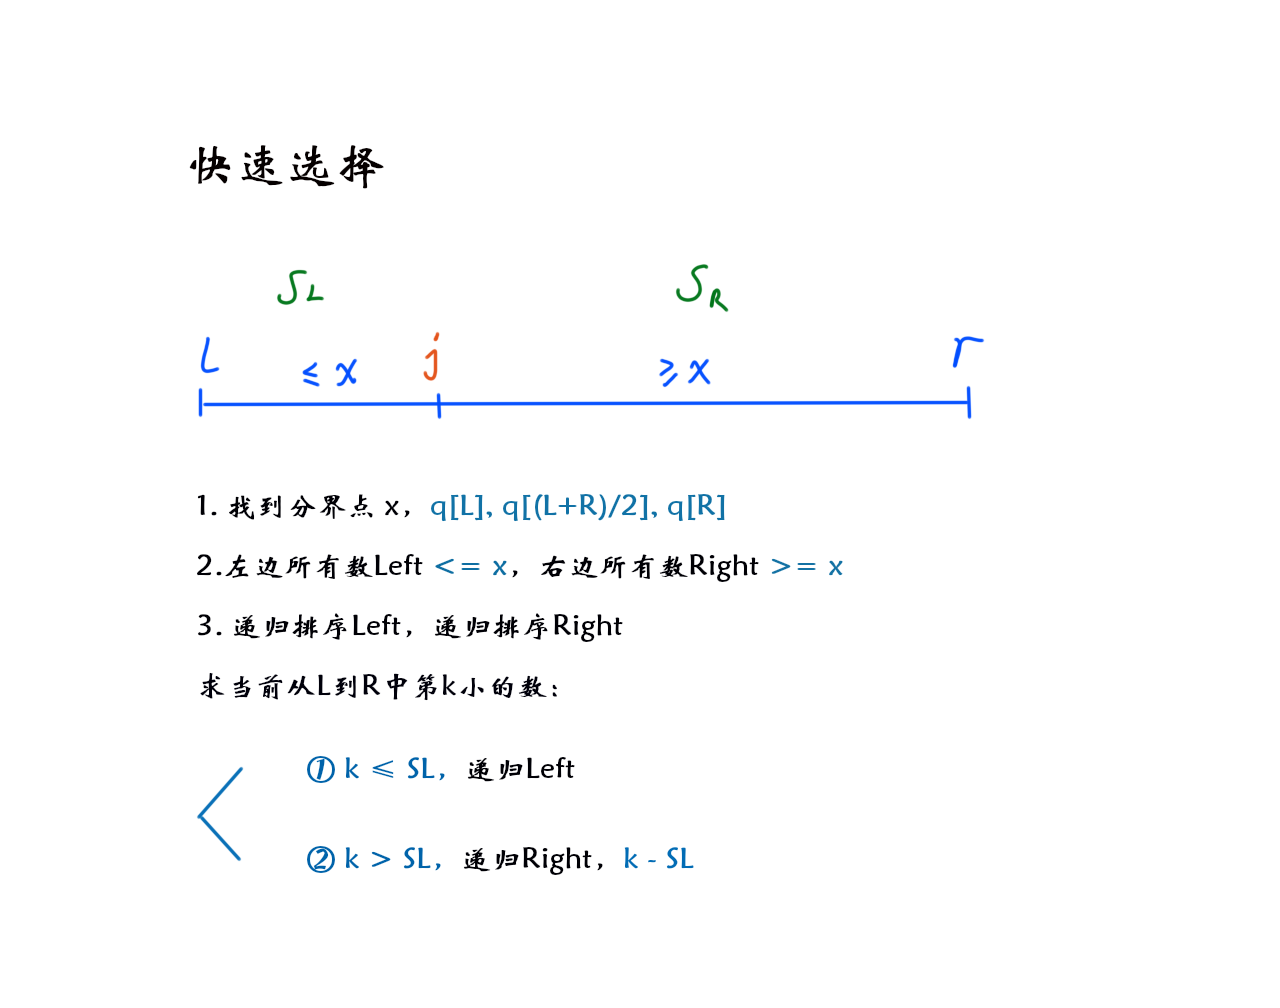 快速选择
SL SR
L ≤ x j ≥ x r
1. 找到分界点 x，q[L], q[(L+R)/2], q[R]
2.左边所有数Left <= x，右边所有数Right >= x
3. 递归排序Left，递归排序Right
求当前从L到R中第k小的数：
① k ≤ SL，递归Left
② k > SL，递归Right，k - SL